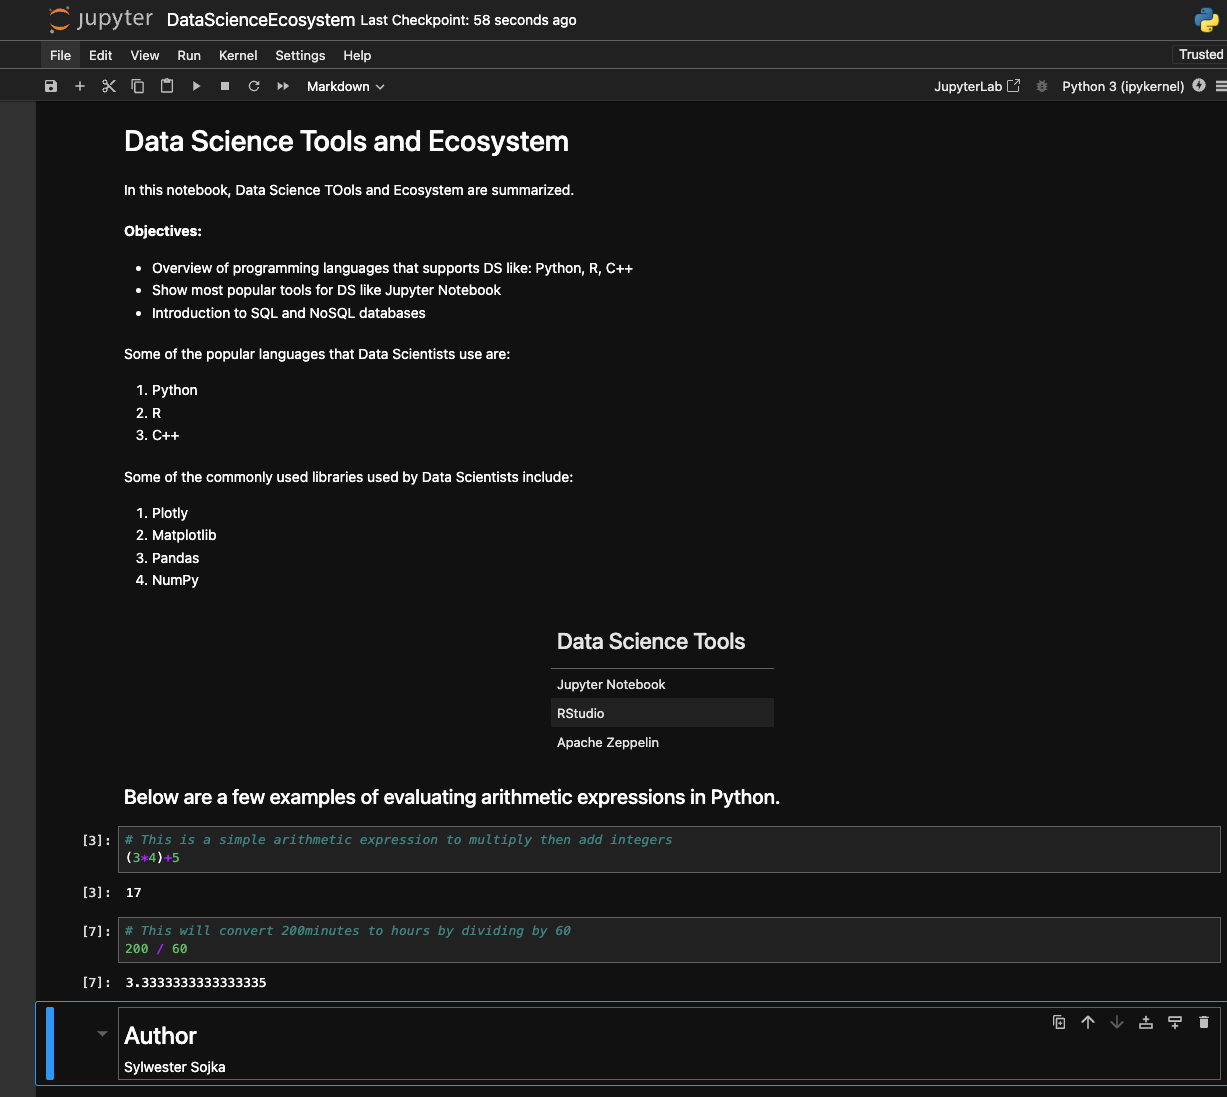 jupyter DataScienceEcosystem Last Checkpoint: 58 seconds ago
File Edit View Run Kernel Settings Help Trusted
Markdown JupyterLab Python 3 (ipykernel)
Data Science Tools and Ecosystem
In this notebook, Data Science TOols and Ecosystem are summarized.
Objectives:
• Overview of programming languages that supports DS like: Python, R, C++
• Show most popular tools for DS like Jupyter Notebook
• Introduction to SQL and NoSQL databases
Some of the popular languages that Data Scientists use are:
1. Python
2. R
3. C++
Some of the commonly used libraries used by Data Scientists include:
1. Plotly
2. Matplotlib
3. Pandas
4. NumPy
Data Science Tools
Jupyter Notebook
RStudio
Apache Zeppelin
Below are a few examples of evaluating arithmetic expressions in Python.
[3]: # This is a simple arithmetic expression to multiply then add integers
(3*4)+5
[3]: 17
[7]: # This will convert 200minutes to hours by dividing by 60
200 / 60
[7]: 3.3333333333333335
Author
Sylwester Sojka